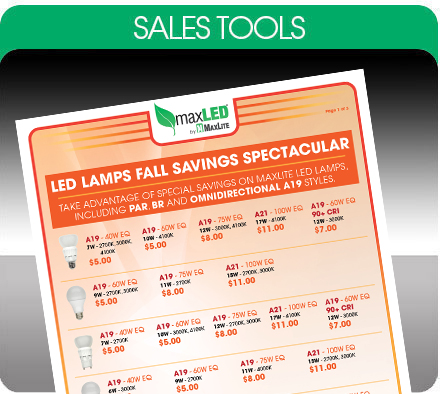 SALES TOOLS
maxLED®
by MAXLITE
Page 1 of 2
LED LAMPS FALL SAVINGS SPECTACULAR
TAKE ADVANTAGE OF SPECIAL SAVINGS ON MAXLITE LED LAMPS,
INCLUDING PAR, BR AND OMNIDIRECTIONAL A19 STYLES.
A19 - 40W EQ
7W - 2700K, 3000K,
4100K
$5.00
A19 - 60W EQ
10W - 4100K
$5.00
A19 - 75W EQ
12W - 3000K, 4100K
$8.00
A21 - 100W EQ
17W - 4100K
$11.00
A19 - 60W EQ
90+ CRI
12W - 3000K
$7.00
A19 - 60W EQ
9W - 2700K, 3000K
$5.00
A19 - 75W EQ
11W - 2700K
$8.00
A21 - 100W EQ
15W - 2700K, 3000K
$11.00
A19 - 40W EQ
7W - 2700K
$5.00
A19 - 60W EQ
10W - 3000K, 4100K
$5.00
A19 - 75W EQ
12W - 2700K, 3000K
$8.00
A21 - 100W EQ
17W - 4100K
$11.00
A19 - 60W EQ
90+ CRI
12W - 3000K
$7.00
A19 - 40W EQ
6W - 3000K
A19 - 60W EQ
9W - 2700K
$5.00
A19 - 75W EQ
11W - 4000K
$8.00
A21 - 100W EQ
15W - 2700K, 3000K
$11.00